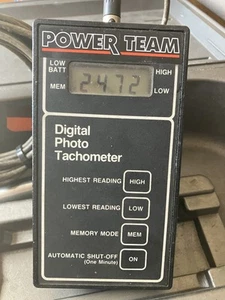 POWER TEAM
LOW BATT
HIGH
24.72
MEM
LOW
Digital
Photo
Tachometer
HIGHEST READING HIGH
LOWEST READING LOW
MEMORY MODE MEM
AUTOMATIC SHUT-OFF ON
(One Minute)